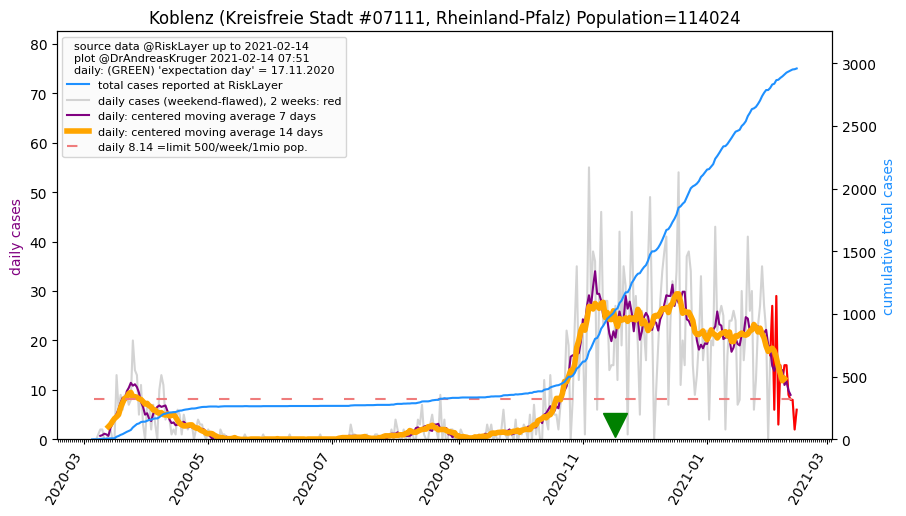 Koblenz (Kreisfreie Stadt #07111, Rheinland-Pfalz) Population=114024
source data @RiskLayer up to 2021-02-14
plot @DrAndreasKruger 2021-02-14 07:51
daily: (GREEN) 'expectation day' = 17.11.2020
total cases reported at RiskLayer
daily cases (weekend-flawed), 2 weeks: red
daily: centered moving average 7 days
daily: centered moving average 14 days
daily 8.14 =limit 500/week/1mio pop.
daily cases
80
70
60
50
40
30
20
10
0
cumulative total cases
3000
2500
2000
1500
1000
500
0
2020-03
2020-05
2020-07
2020-09
2020-11
2021-01
2021-03